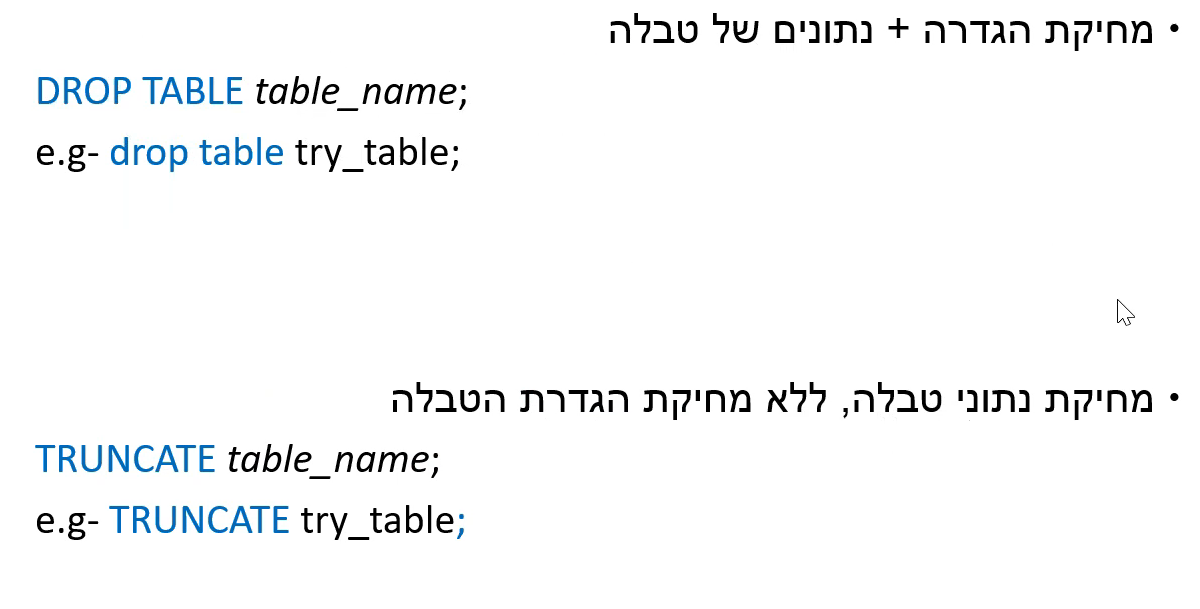 • מחיקת הגדרה + נתונים של טבלה
DROP TABLE table_name;
e.g- drop table try_table;
• מחיקת נתוני טבלה, ללא מחיקת הגדרת הטבלה
TRUNCATE table_name;
e.g- TRUNCATE try_table;